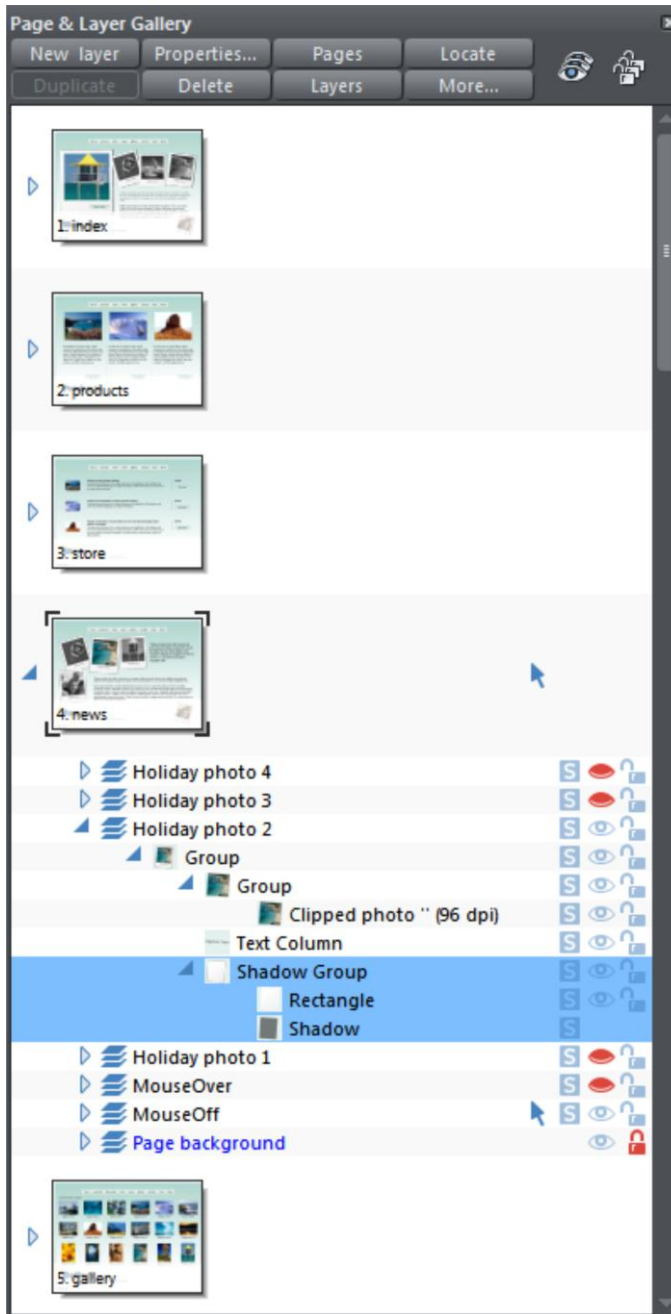 Page & Layer Gallery
New layer Properties... Pages Locate
Duplicate Delete Layers More...
1. index
2. products
3. store
4. news
Holiday photo 4 S
Holiday photo 3 S
Holiday photo 2 S
Group S
Group S
Clipped photo '' (96 dpi) S
Text Column S
Shadow Group S
Rectangle S
Shadow S
Holiday photo 1 S
MouseOver S
MouseOff S
Page background
5. gallery